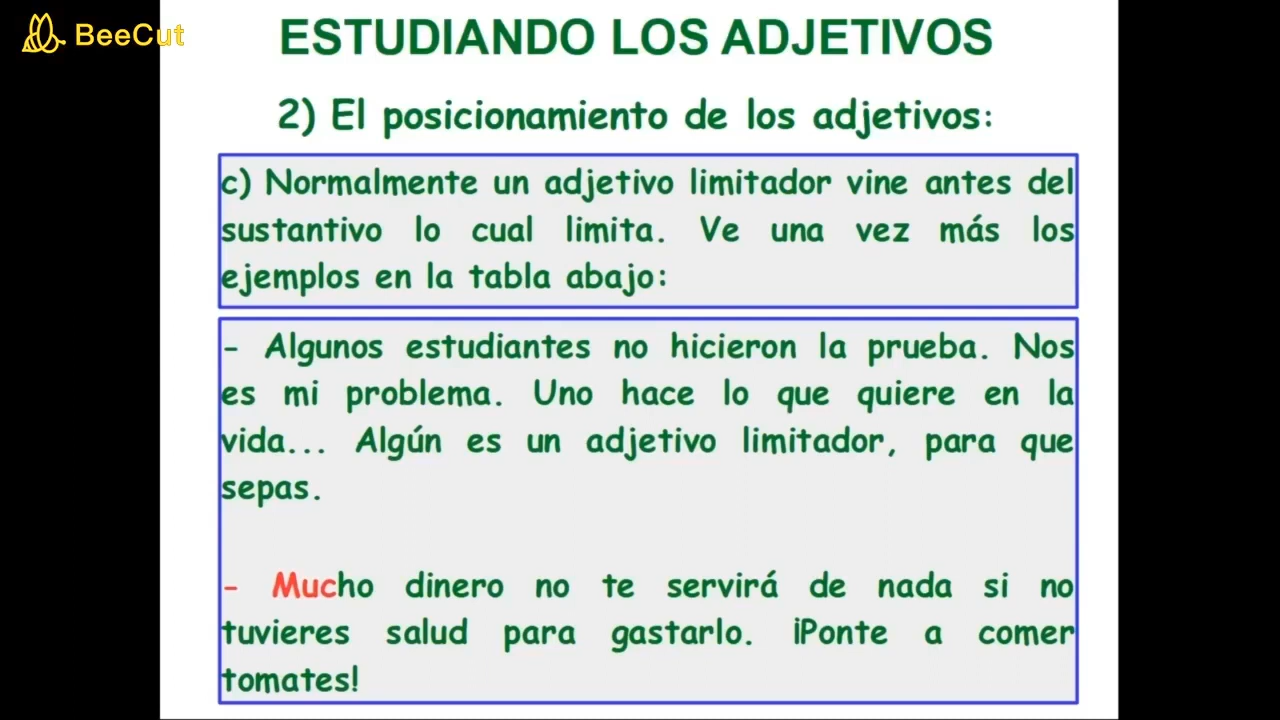 BeeCut
ESTUDIANDO LOS ADJETIVOS
2) El posicionamiento de los adjetivos:
c) Normalmente un adjetivo limitador vine antes del
sustantivo lo cual limita. Ve una vez más los
ejemplos en la tabla abajo:
- Algunos estudiantes no hicieron la prueba. Nos
es mi problema. Uno hace lo que quiere en la
vida... Algún es un adjetivo limitador, para que
sepas.
- Mucho dinero no te servirá de nada si no
tuvieres salud para gastarlo. ¡Ponte a comer
tomates!